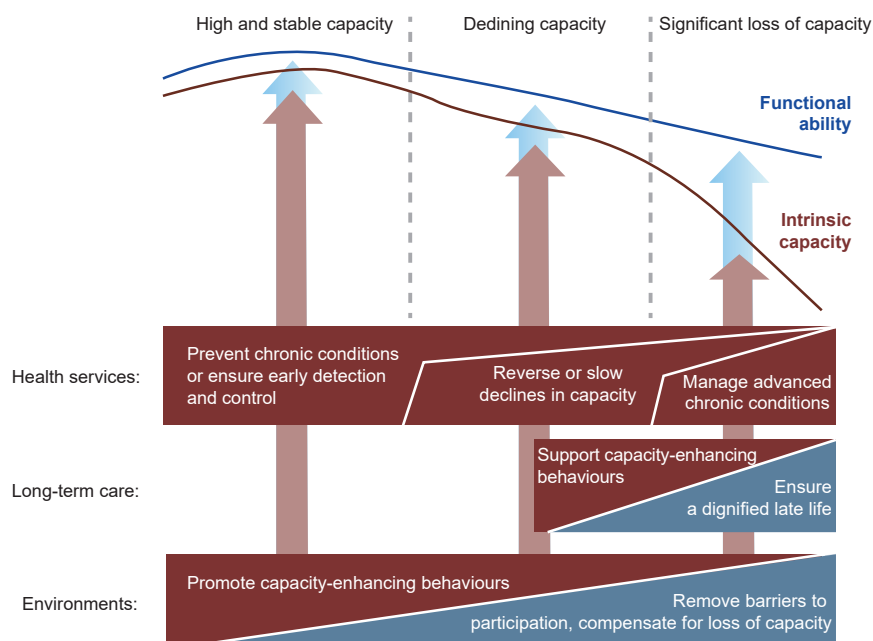 High and stable capacity
Dedining capacity
Significant loss of capacity
Functional
ability
Intrinsic
capacity
Health services:
Prevent chronic conditions
or ensure early detection
and control
Reverse or slow
declines in capacity
Manage advanced
chronic conditions
Long-term care:
Support capacity-enhancing
behaviours
Ensure
a dignified late life
Environments:
Promote capacity-enhancing behaviours
Remove barriers to
participation, compensate for loss of capacity